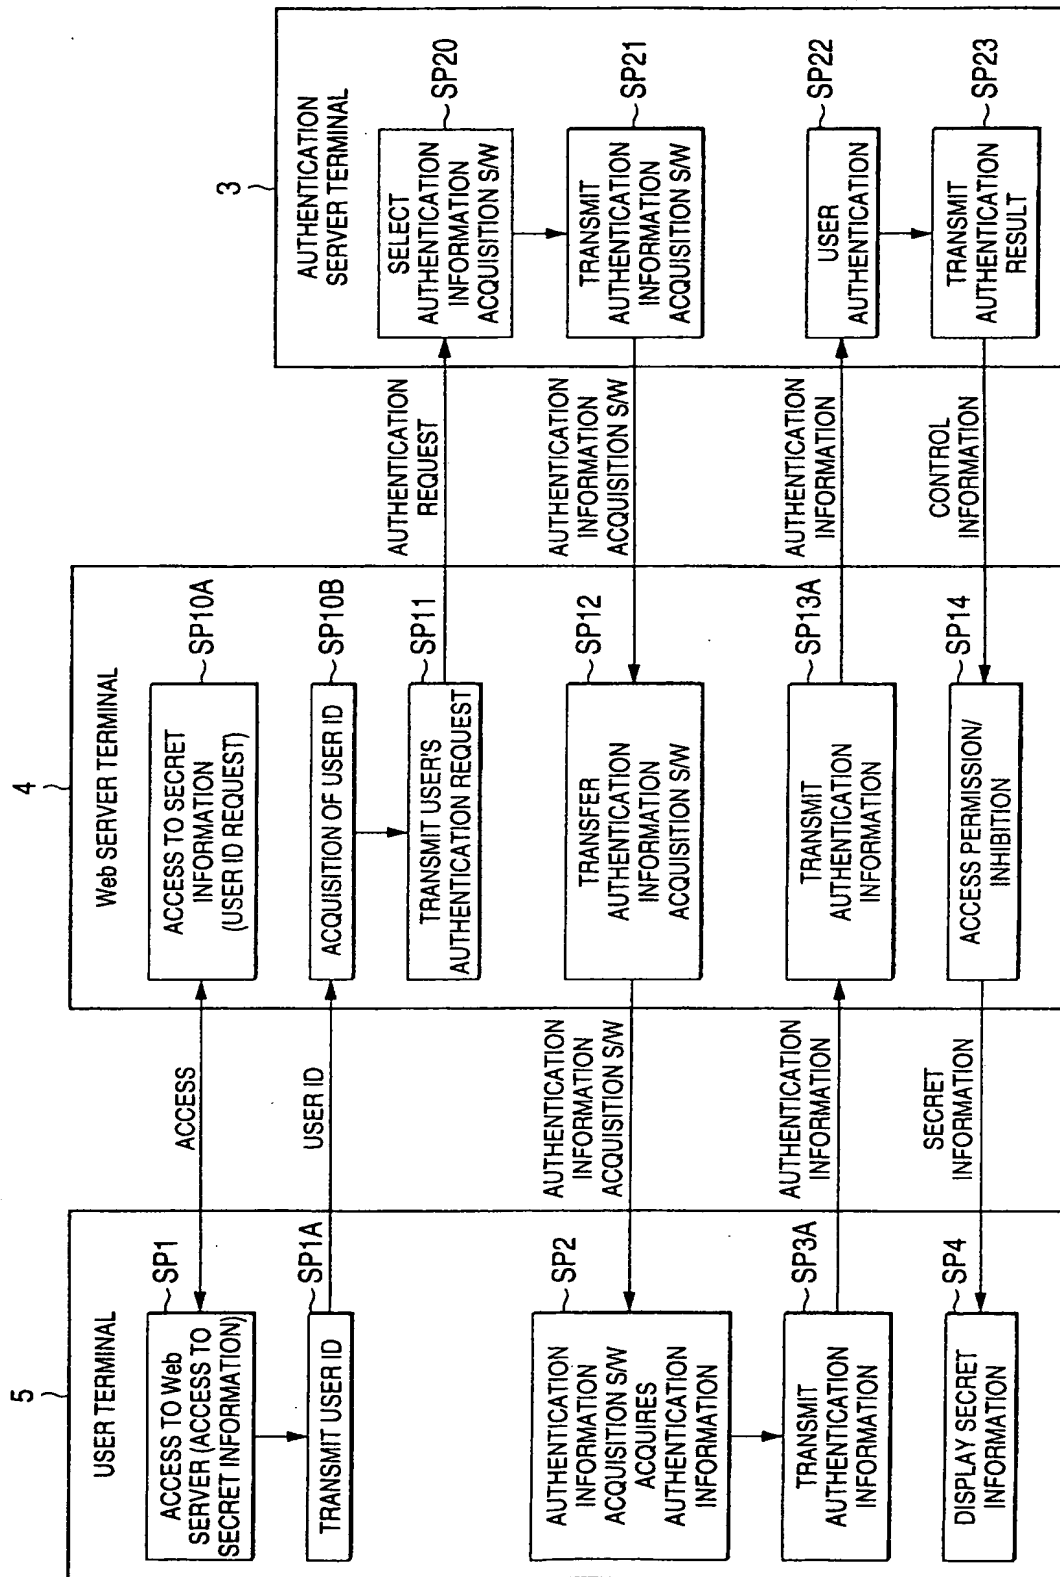 5
USER TERMINAL
ACCESS TO Web
SERVER (ACCESS TO
SECRET INFORMATION)
SP1
TRANSMIT USER ID
SP1A
AUTHENTICATION
INFORMATION
ACQUISITION S/W
ACQUIRES
AUTHENTICATION
INFORMATION
SP2
TRANSMIT
AUTHENTICATION
INFORMATION
SP3A
DISPLAY SECRET
INFORMATION
SP4
ACCESS
USER ID
AUTHENTICATION
INFORMATION
ACQUISITION S/W
AUTHENTICATION
INFORMATION
SECRET
INFORMATION
4
Web SERVER TERMINAL
ACCESS TO SECRET
INFORMATION
(USER ID REQUEST)
SP10A
ACQUISITION OF USER ID
SP10B
TRANSMIT USER'S
AUTHENTICATION REQUEST
SP11
TRANSFER
AUTHENTICATION
INFORMATION
ACQUISITION S/W
SP12
TRANSMIT
AUTHENTICATION
INFORMATION
SP13A
ACCESS PERMISSION/
INHIBITION
SP14
AUTHENTICATION
REQUEST
AUTHENTICATION
INFORMATION
ACQUISITION S/W
AUTHENTICATION
INFORMATION
CONTROL
INFORMATION
3
AUTHENTICATION
SERVER TERMINAL
SELECT
AUTHENTICATION
INFORMATION
ACQUISITION S/W
SP20
TRANSMIT
AUTHENTICATION
INFORMATION
ACQUISITION S/W
SP21
USER
AUTHENTICATION
SP22
TRANSMIT
AUTHENTICATION
RESULT
SP23